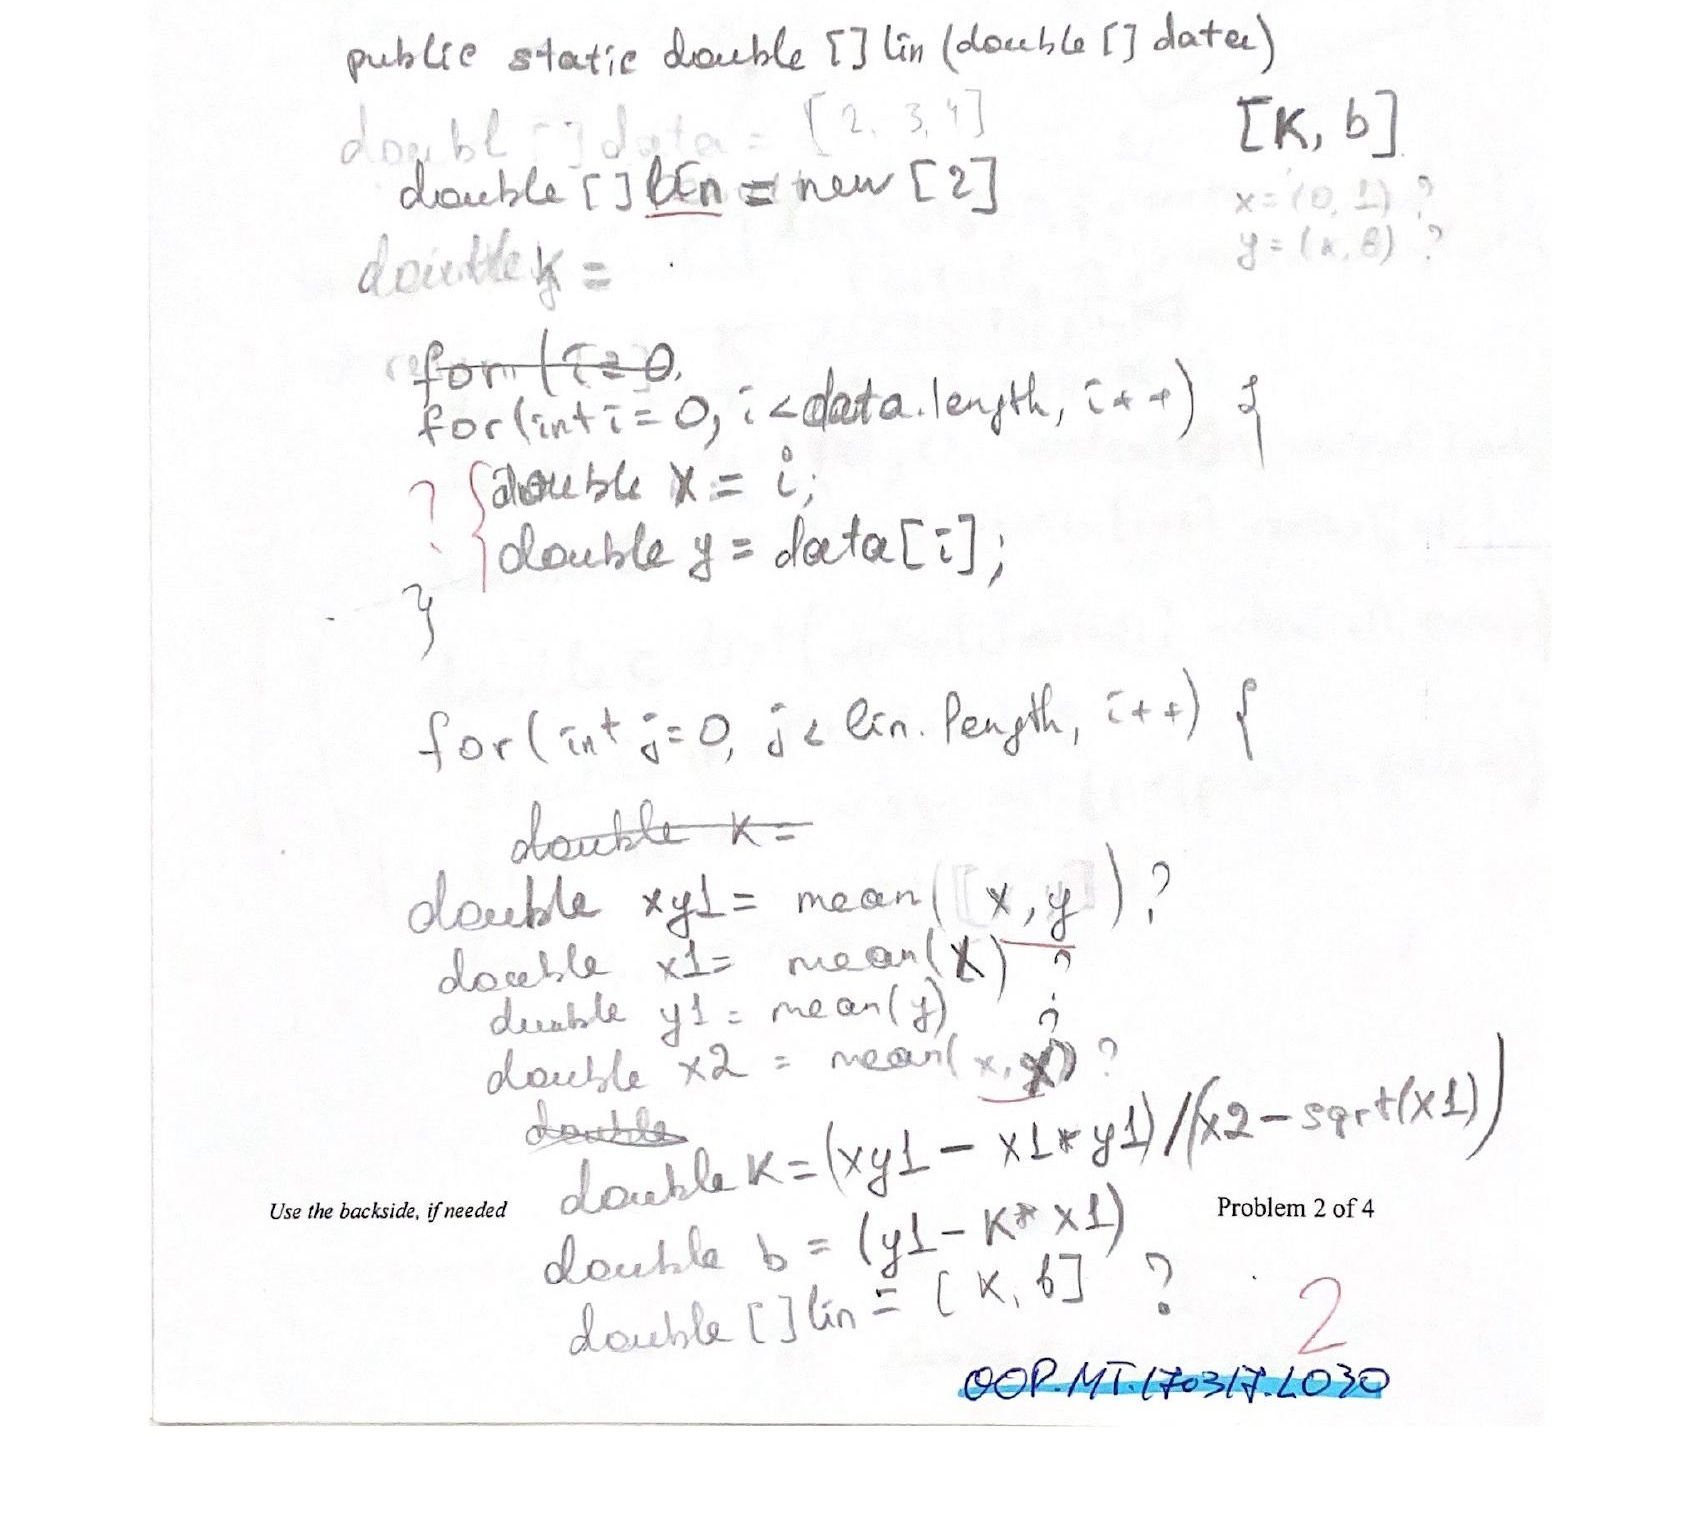 public static double [] lin (double [] data)
doubl [ ] data = [2, 3, 4]
[K, b]
double [ ] lin = new [2]
x = (0, 1) ?
y = (k, b) ?
double k =
for (i = 0,
for (int i = 0, i < data.length, i++) {
? double x = i;
double y = data[i];
}
for ( int j = 0, j < lin. length, i++) {
double k =
double xy1 = mean([x, y]) ?
double x1 = mean(x) ?
double y1 = mean(y) ?
double x2 = mean(x, x) ?
double
double K = (xy1 - x1 * y1) / (x2 - sqrt(x1))
Use the backside, if needed
Problem 2 of 4
double b = (y1 - K * x1)
double [ ] lin = [ K, b] ?
2
OOP.MT.170317.L030